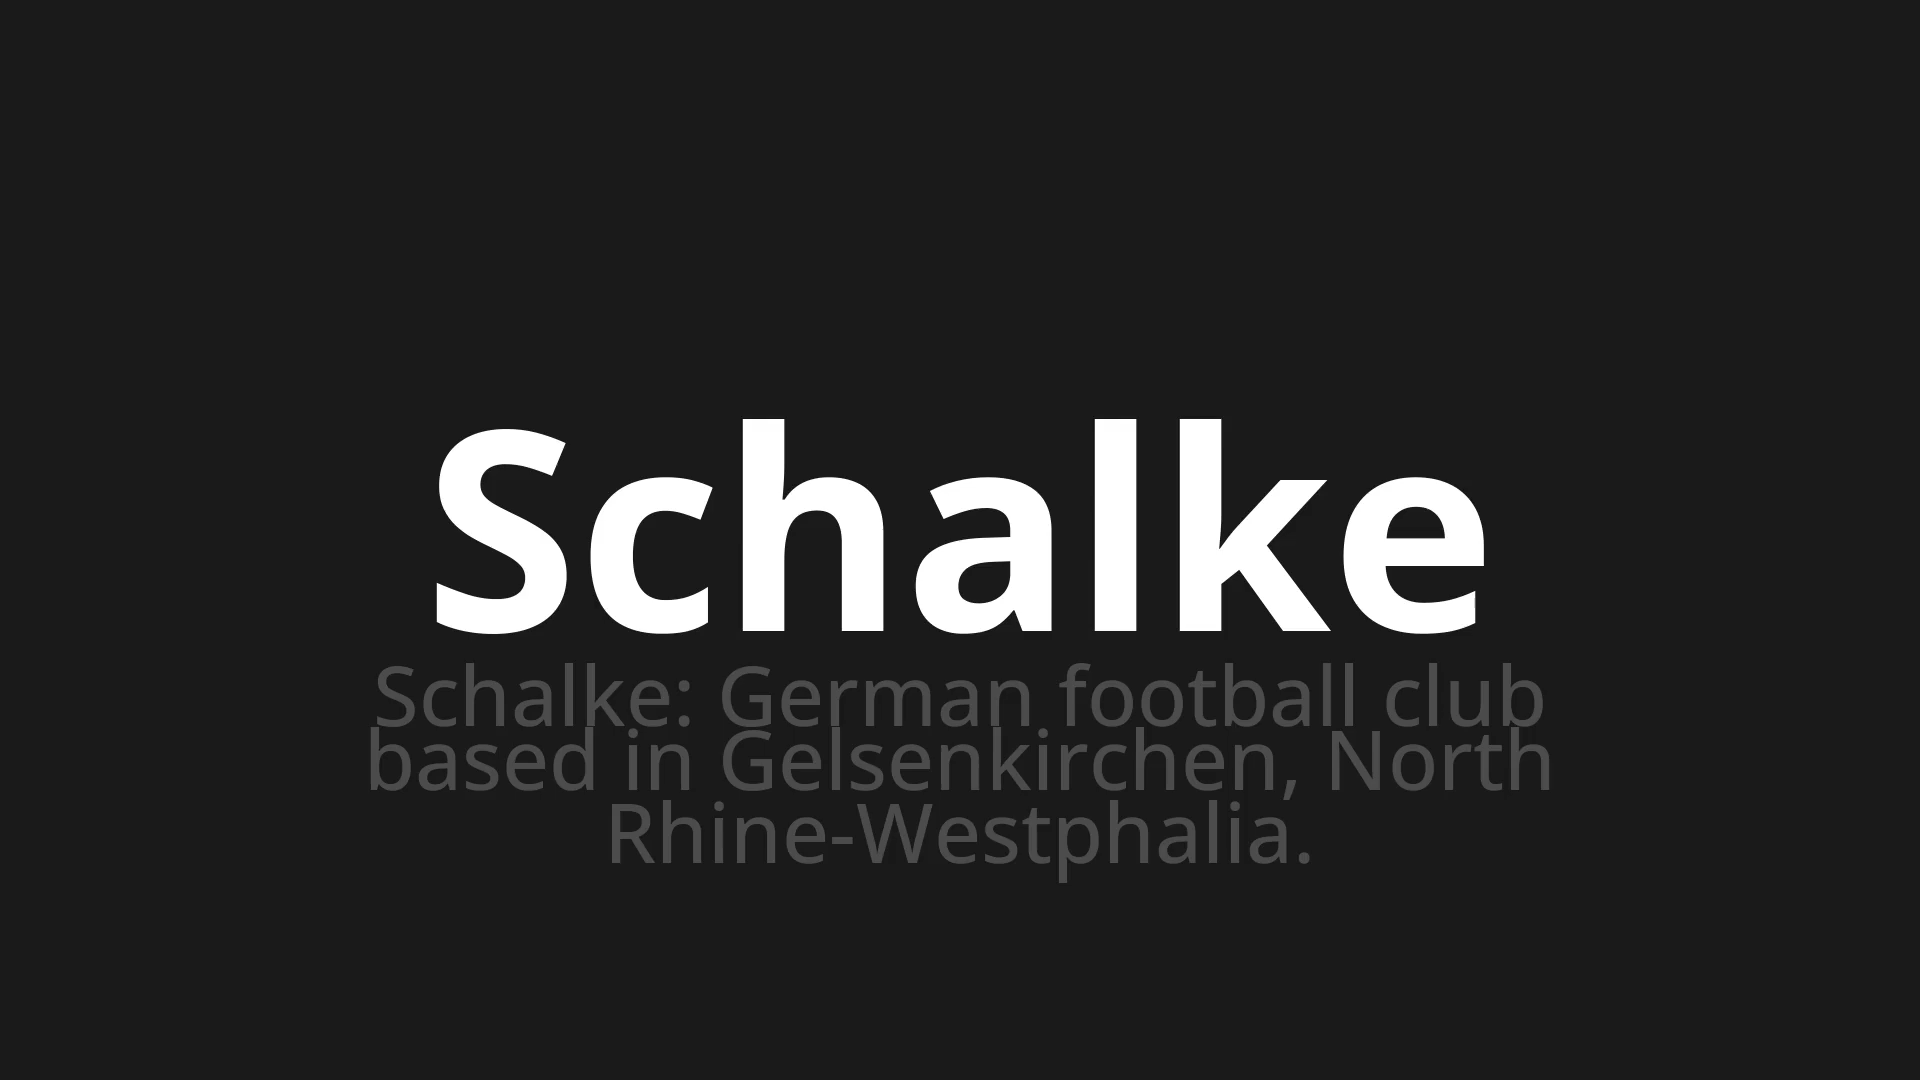 Schalke
Schalke: German football club
based in Gelsenkirchen, North
Rhine-Westphalia.